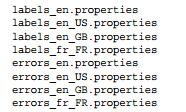 labels_en.properties
labels_en_US.properties
labels_en_GB.properties
labels_fr_FR.properties
errors_en.properties
errors_en_US.properties
errors_en_GB.properties
errors_fr_FR.properties